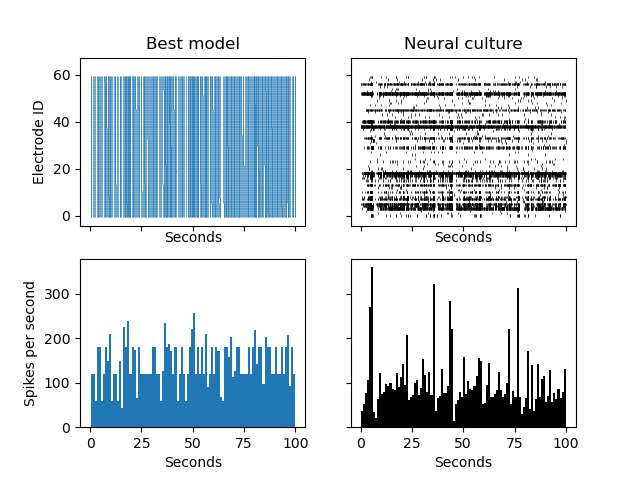 Best model
Neural culture
60
40
20
0
Electrode ID
Seconds
Seconds
300
200
100
0
Spikes per second
0 25 50 75 100
0 25 50 75 100
Seconds
Seconds